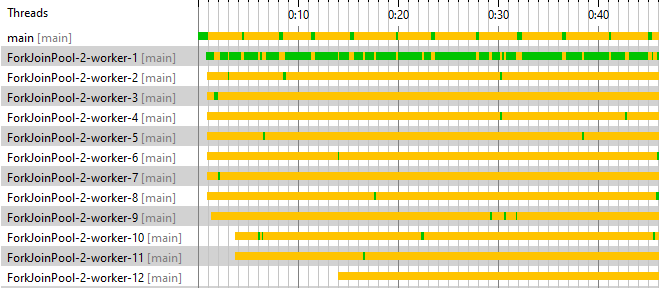 Threads 0:10 0:20 0:30 0:40
main [main]
ForkJoinPool-2-worker-1 [main]
ForkJoinPool-2-worker-2 [main]
ForkJoinPool-2-worker-3 [main]
ForkJoinPool-2-worker-4 [main]
ForkJoinPool-2-worker-5 [main]
ForkJoinPool-2-worker-6 [main]
ForkJoinPool-2-worker-7 [main]
ForkJoinPool-2-worker-8 [main]
ForkJoinPool-2-worker-9 [main]
ForkJoinPool-2-worker-10 [main]
ForkJoinPool-2-worker-11 [main]
ForkJoinPool-2-worker-12 [main]